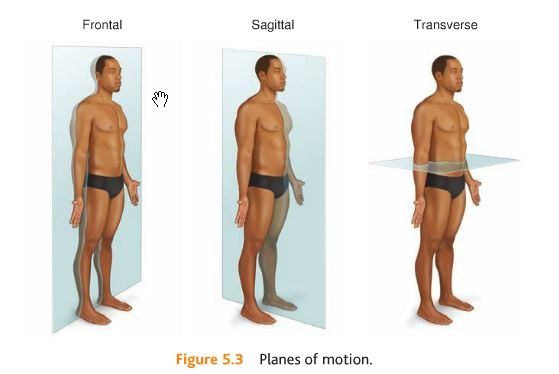 Frontal Sagittal Transverse
Figure 5.3 Planes of motion.